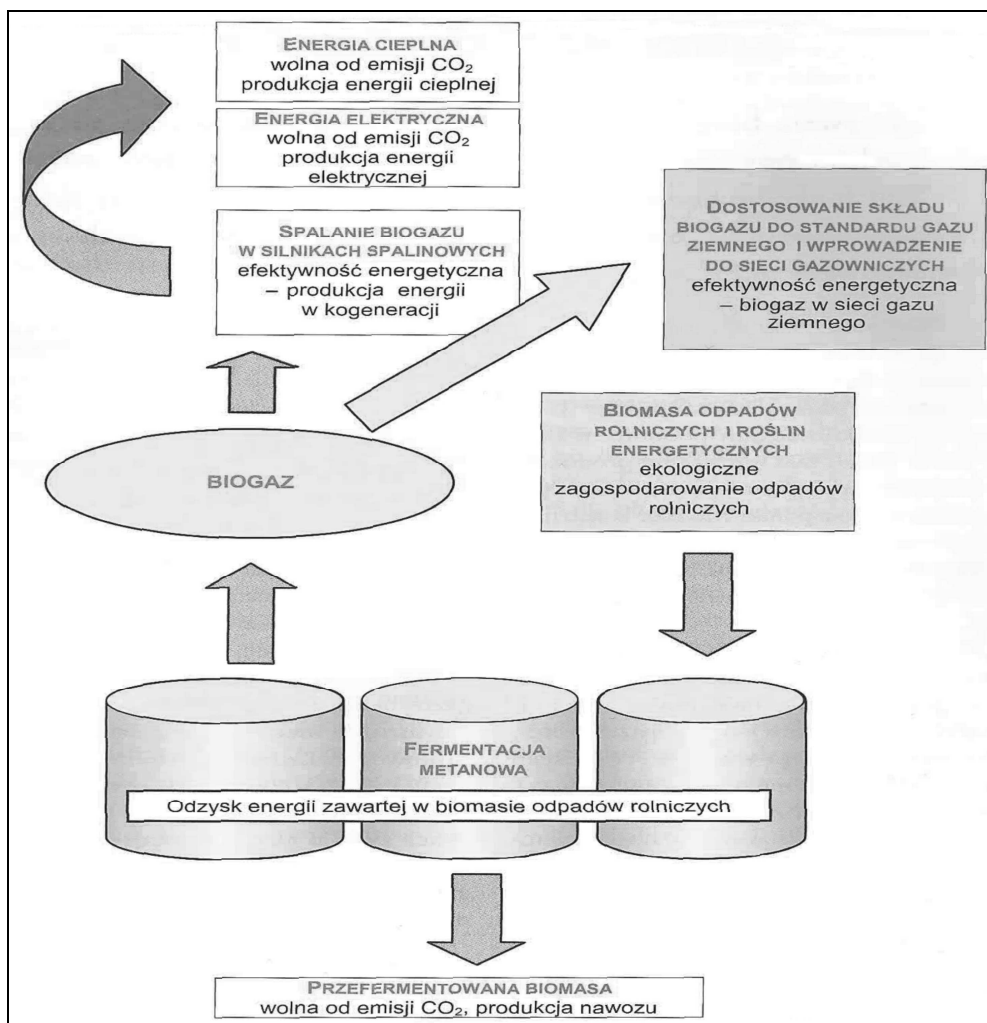 ENERGIA CIEPLNA
wolna od emisji CO₂
produkcja energii cieplnej
ENERGIA ELEKTRYCZNA
wolna od emisji CO₂
produkcja energii
elektrycznej
SPALANIE BIOGAZU
W SILNIKACH SPALINOWYCH
efektywność energetyczna
– produkcja energii
w kogeneracji
DOSTOSOWANIE SKŁADU
BIOGAZU DO STANDARDU GAZU
ZIEMNEGO I WPROWADZENIE
DO SIECI GAZOWNICZYCH
efektywność energetyczna
– biogaz w sieci gazu
ziemnego
BIOMASA ODPADÓW
ROLNICZYCH I ROŚLIN
ENERGETYCZNYCH
ekologiczne
zagospodarowanie odpadów
rolniczych
BIOGAZ
FERMENTACJA
METANOWA
Odzysk energii zawartej w biomasie odpadów rolniczych
PRZEFERMENTOWANA BIOMASA
wolna od emisji CO₂, produkcja nawozu